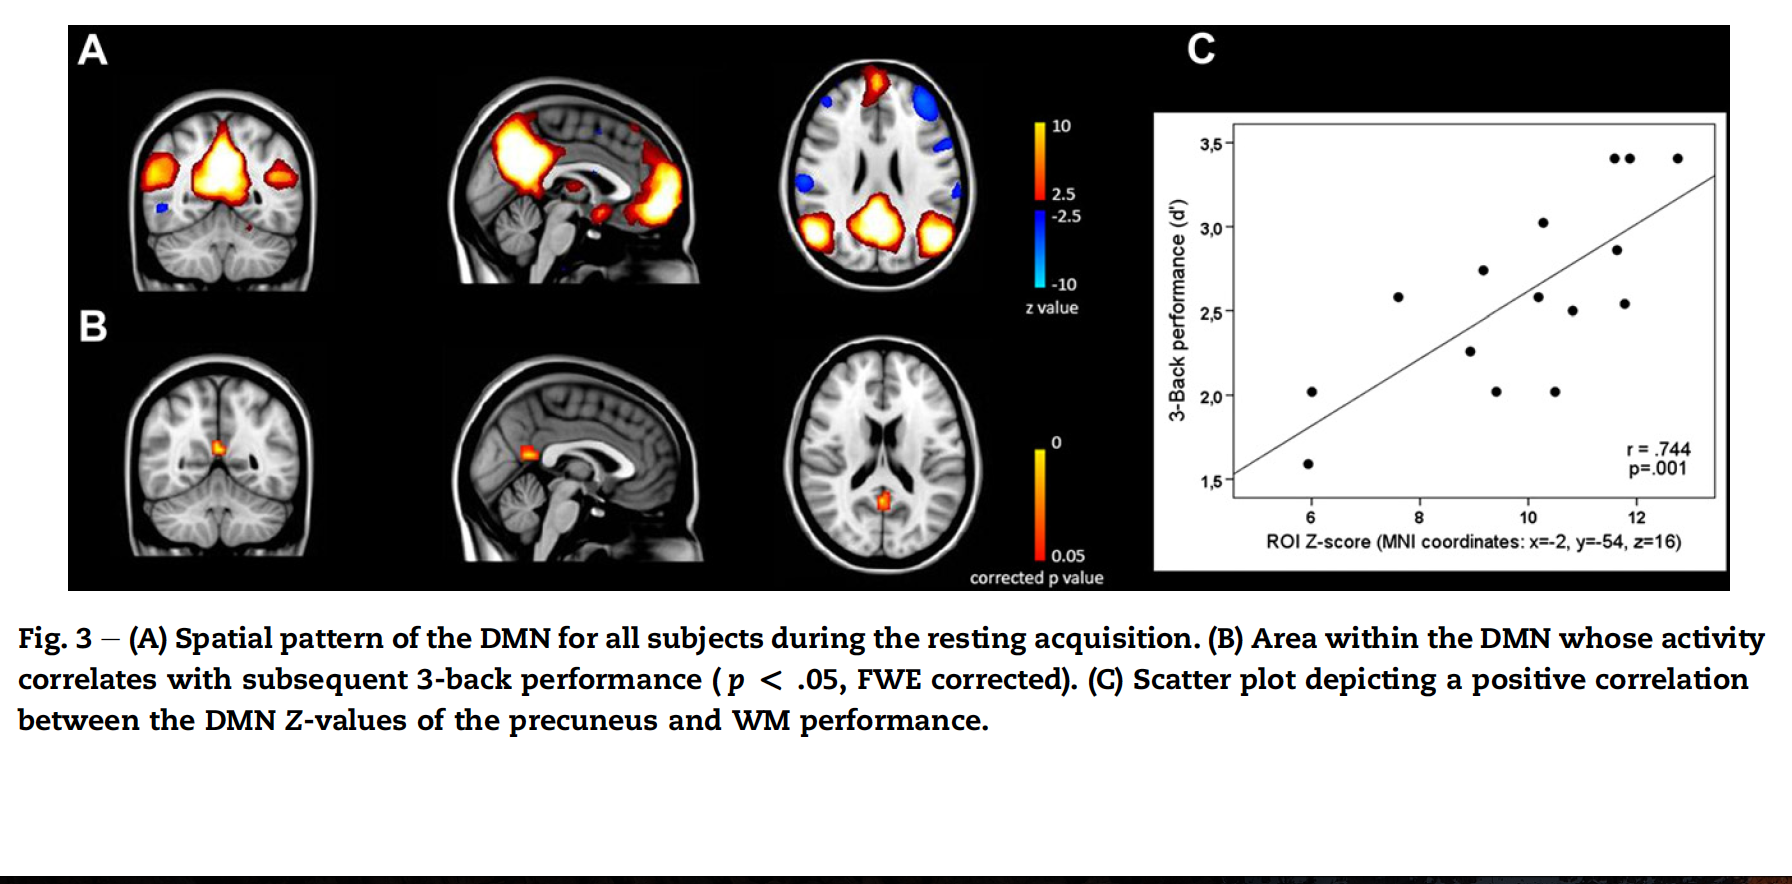 A
10
2.5
-2.5
-10
z value
B
0
0.05
corrected p value
C
3-Back performance (d')
3,5
3,0
2,5
2,0
1,5
r = .744
p=.001
6 8 10 12
ROI Z-score (MNI coordinates: x=-2, y=-54, z=16)
Fig. 3 – (A) Spatial pattern of the DMN for all subjects during the resting acquisition. (B) Area within the DMN whose activity
correlates with subsequent 3-back performance (p < .05, FWE corrected). (C) Scatter plot depicting a positive correlation
between the DMN Z-values of the precuneus and WM performance.